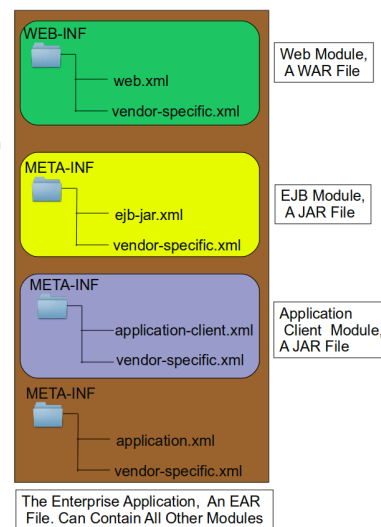 WEB-INF
web.xml
vendor-specific.xml
Web Module,
A WAR File
META-INF
ejb-jar.xml
vendor-specific.xml
EJB Module,
A JAR File
META-INF
application-client.xml
vendor-specific.xml
Application
Client Module,
A JAR File
META-INF
application.xml
vendor-specific.xml
The Enterprise Application, An EAR
File. Can Contain All Other Modules